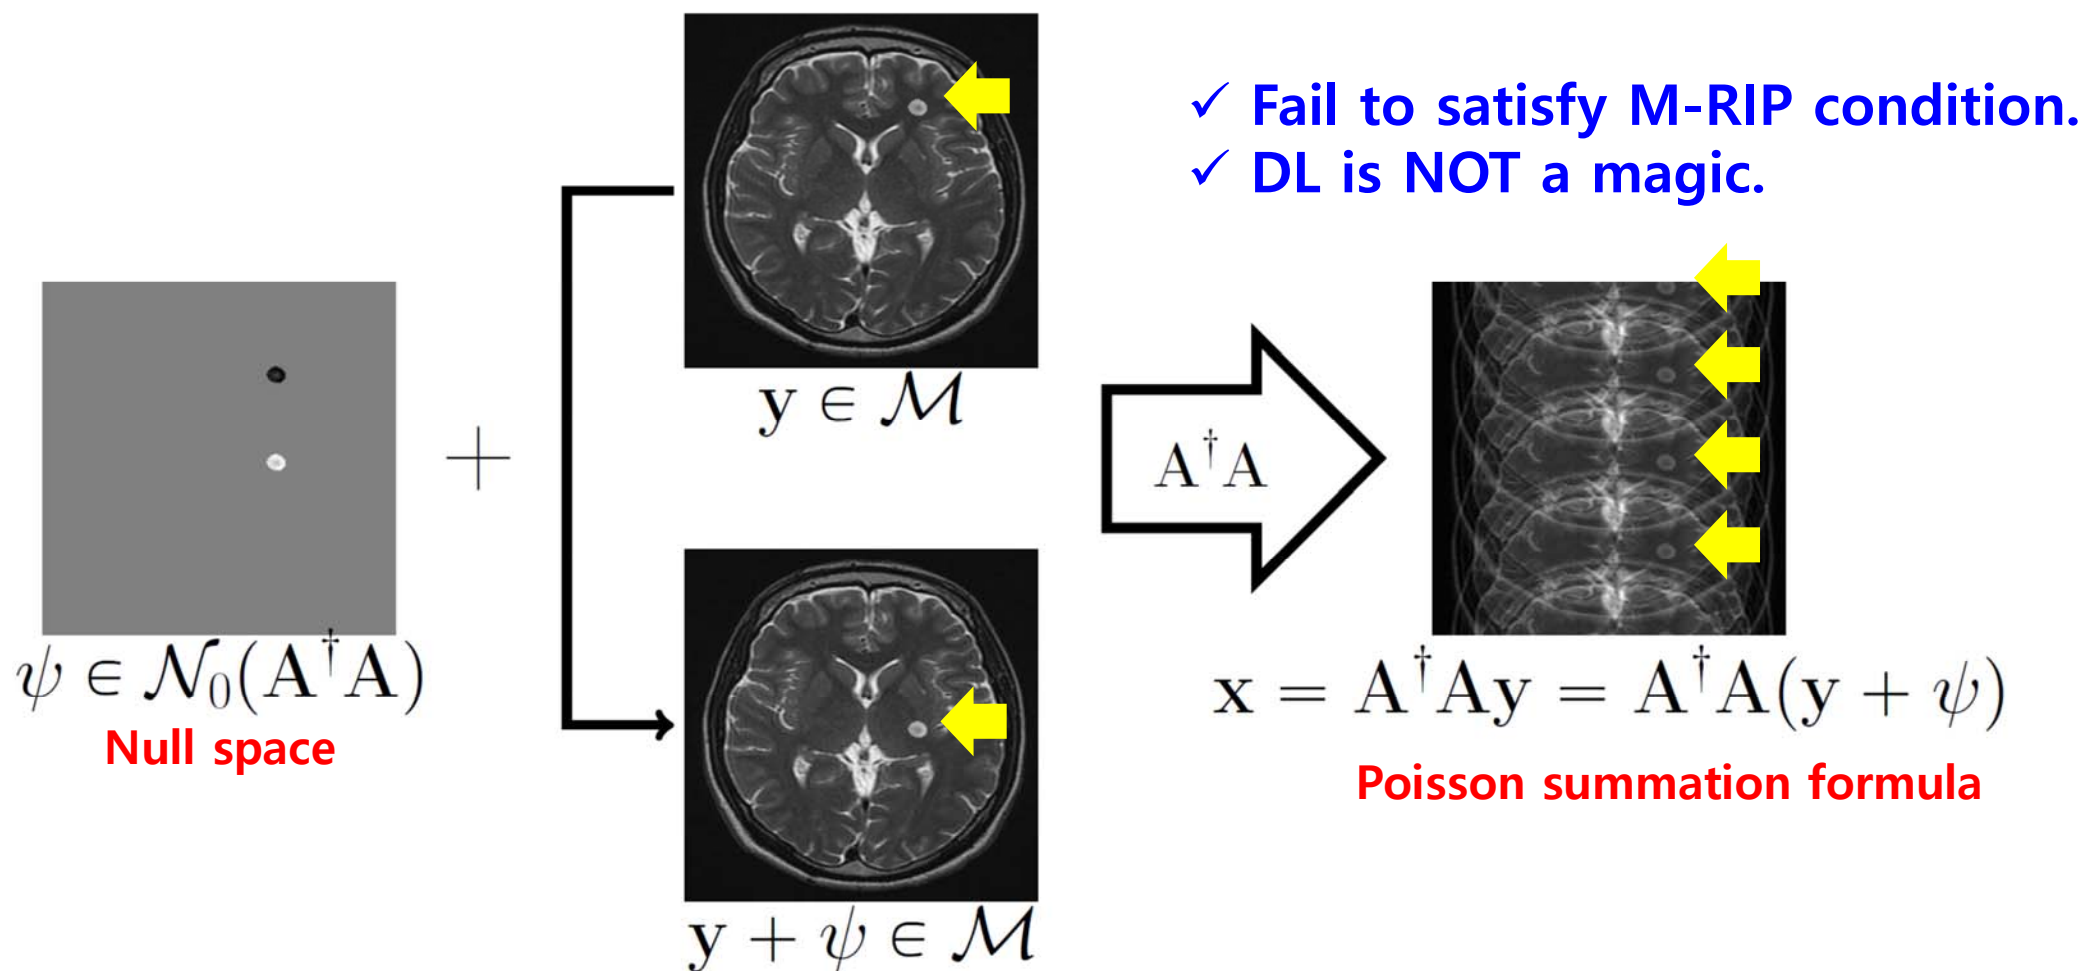 ✓ Fail to satisfy M-RIP condition.
✓ DL is NOT a magic.
y ∈ ℳ
+
A†A
ψ ∈ 𝒩₀(A†A)
Null space
x = A†Ay = A†A(y + ψ)
Poisson summation formula
y + ψ ∈ ℳ